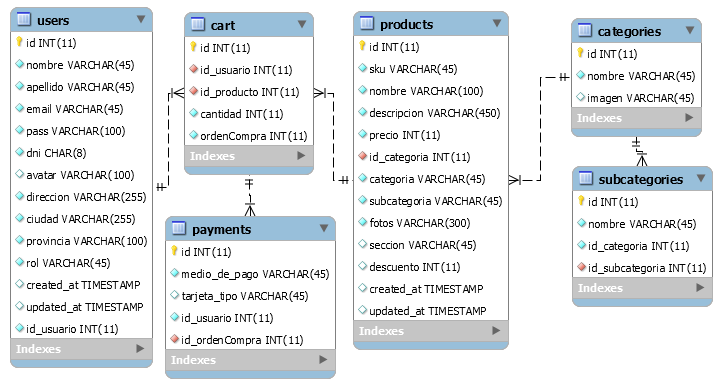 users
id INT(11)
nombre VARCHAR(45)
apellido VARCHAR(45)
email VARCHAR(45)
pass VARCHAR(100)
dni CHAR(8)
avatar VARCHAR(100)
direccion VARCHAR(255)
ciudad VARCHAR(255)
provincia VARCHAR(100)
rol VARCHAR(45)
created_at TIMESTAMP
updated_at TIMESTAMP
id_usuario INT(11)
Indexes
cart
id INT(11)
id_usuario INT(11)
id_producto INT(11)
cantidad INT(11)
ordenCompra INT(11)
Indexes
payments
id INT(11)
medio_de_pago VARCHAR(45)
tarjeta_tipo VARCHAR(45)
id_usuario INT(11)
id_ordenCompra INT(11)
Indexes
products
id INT(11)
sku VARCHAR(45)
nombre VARCHAR(100)
descripcion VARCHAR(450)
precio INT(11)
id_categoria INT(11)
categoria VARCHAR(45)
subcategoria VARCHAR(45)
fotos VARCHAR(300)
seccion VARCHAR(45)
descuento INT(11)
created_at TIMESTAMP
updated_at TIMESTAMP
Indexes
categories
id INT(11)
nombre VARCHAR(45)
imagen VARCHAR(45)
Indexes
subcategories
id INT(11)
nombre VARCHAR(45)
id_categoria INT(11)
id_subcategoria INT(11)
Indexes